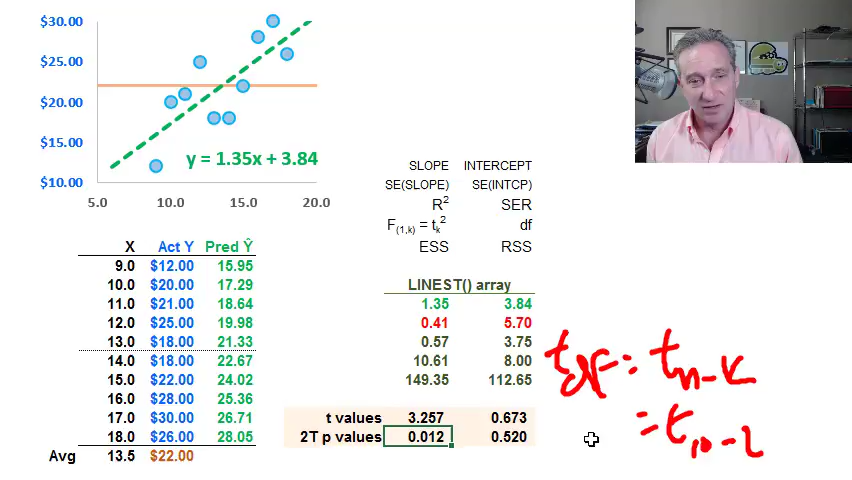 $30.00
$25.00
$20.00
$15.00
$10.00
y = 1.35x + 3.84
5.0 10.0 15.0 20.0
SLOPE INTERCEPT
SE(SLOPE) SE(INTCP)
R² SER
F(1,k) = tk² df
ESS RSS
X Act Y Pred Ŷ
9.0 $12.00 15.95
10.0 $20.00 17.29
11.0 $21.00 18.64
12.0 $25.00 19.98
13.0 $18.00 21.33
14.0 $18.00 22.67
15.0 $22.00 24.02
16.0 $28.00 25.36
17.0 $30.00 26.71
18.0 $26.00 28.05
Avg 13.5 $22.00
LINEST() array
1.35 3.84
0.41 5.70
0.57 3.75
10.61 8.00
149.35 112.65
t values 3.257 0.673
2T p values 0.012 0.520
tdf = tn-k
= t10-2